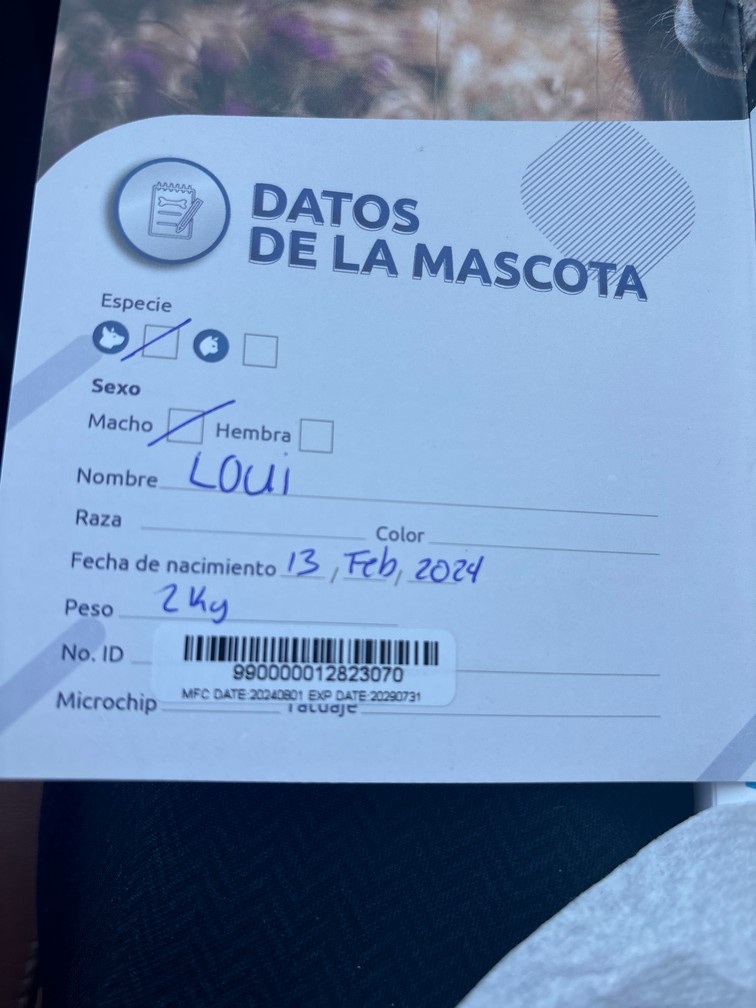 DATOS
DE LA MASCOTA
Especie
Sexo
Macho Hembra
Nombre Loui
Raza Color
Fecha de nacimiento 13, Feb, 2024
Peso 2 Kg
No. ID
990000012823070
MFC DATE:20240801 EXP DATE:20290731
Microchip Tatuaje